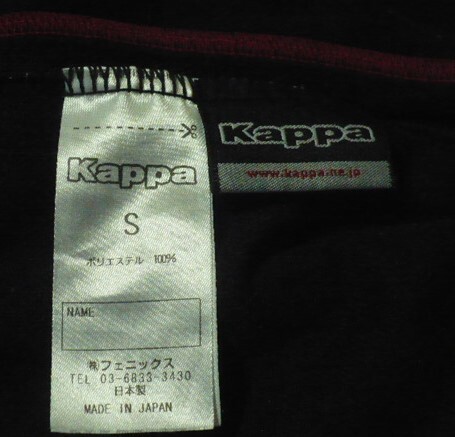 Kappa
S
ポリエステル 100%
NAME
㈱フェニックス
TEL 03-6833-3430
日本製
MADE IN JAPAN
Kappa
www.kappa.ne.jp